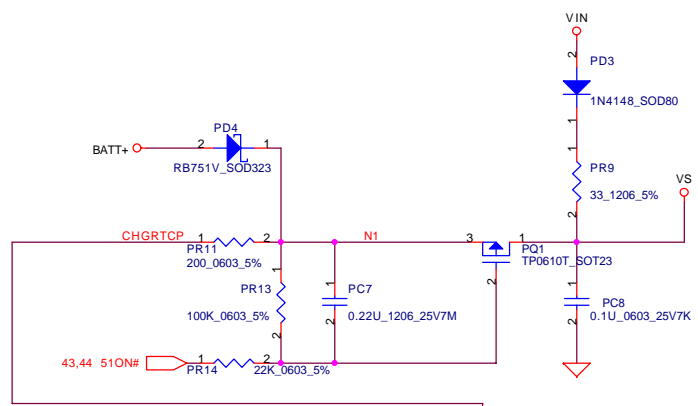 VIN
2
PD3
1N4148_SOD80
1
PD4
BATT+ 2 1
RB751V_SOD323
1
PR9
33_1206_5%
2
VS
CHGRTCP 1 2
PR11
200_0603_5%
N1
3 1
PQ1
TP0610T_SOT23
2
1
PR13
100K_0603_5%
2
1
PC7
0.22U_1206_25V7M
2
1
PC8
0.1U_0603_25V7K
2
43,44 51ON# 1 2
PR14 22K_0603_5%